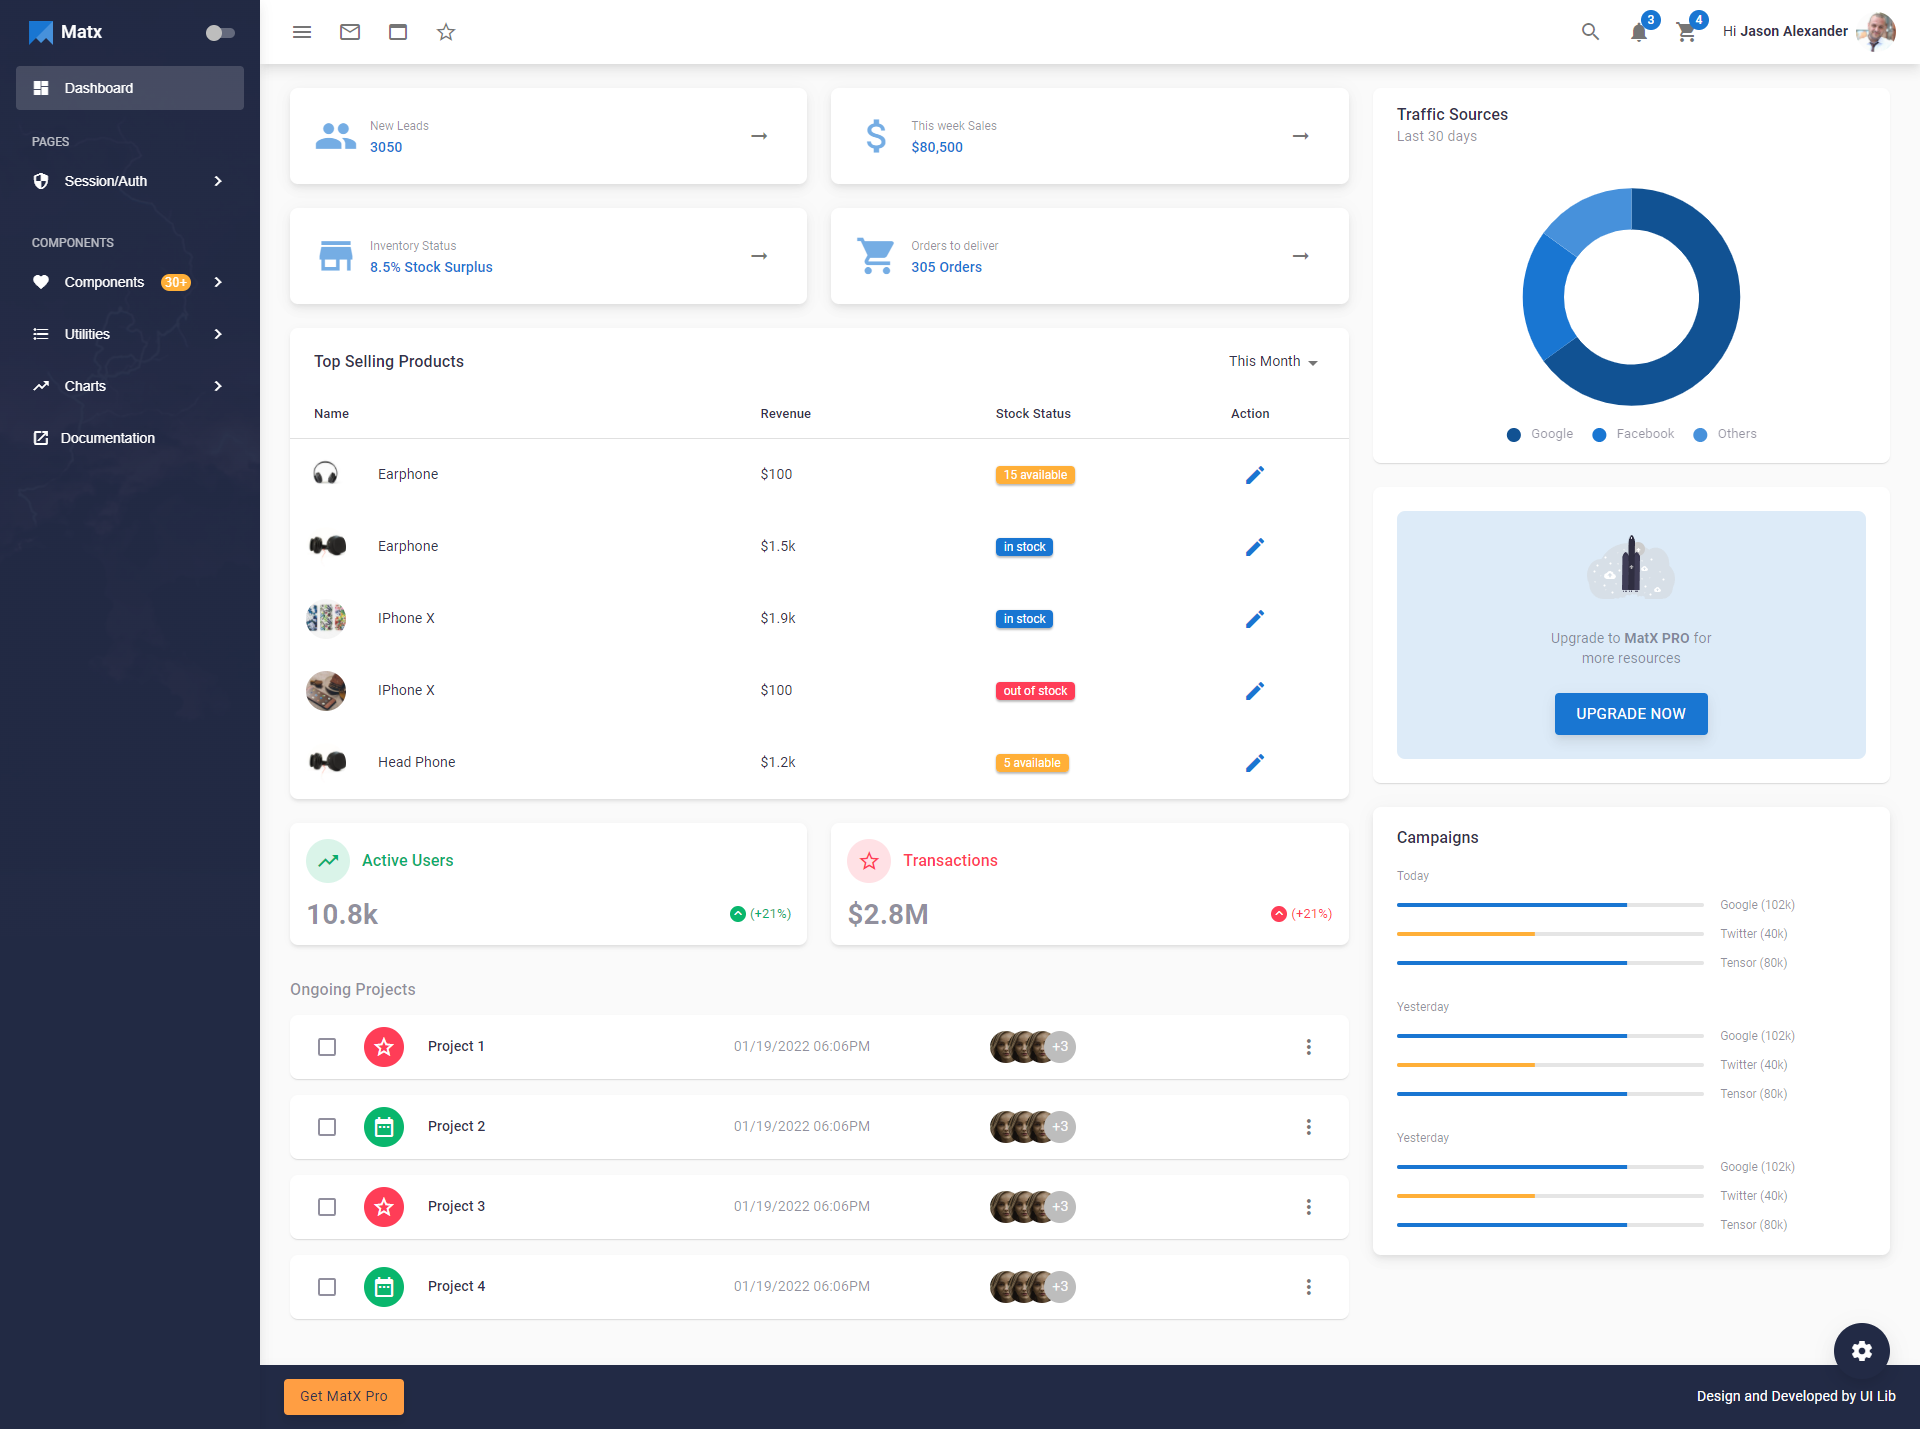 Matx
Dashboard
PAGES
Session/Auth
COMPONENTS
Components 30+
Utilities
Charts
Documentation
3
4
Hi Jason Alexander
New Leads
3050
This week Sales
$80,500
Inventory Status
8.5% Stock Surplus
Orders to deliver
305 Orders
Top Selling Products
This Month
Name Revenue Stock Status Action
Earphone $100 15 available
Earphone $1.5k in stock
IPhone X $1.9k in stock
IPhone X $100 out of stock
Head Phone $1.2k 5 available
Active Users
10.8k
(+21%)
Transactions
$2.8M
(+21%)
Ongoing Projects
Project 1 01/19/2022 06:06PM +3
Project 2 01/19/2022 06:06PM +3
Project 3 01/19/2022 06:06PM +3
Project 4 01/19/2022 06:06PM +3
Traffic Sources
Last 30 days
Google Facebook Others
Upgrade to MatX PRO for
more resources
UPGRADE NOW
Campaigns
Today
Google (102k)
Twitter (40k)
Tensor (80k)
Yesterday
Google (102k)
Twitter (40k)
Tensor (80k)
Yesterday
Google (102k)
Twitter (40k)
Tensor (80k)
Get MatX Pro
Design and Developed by UI Lib